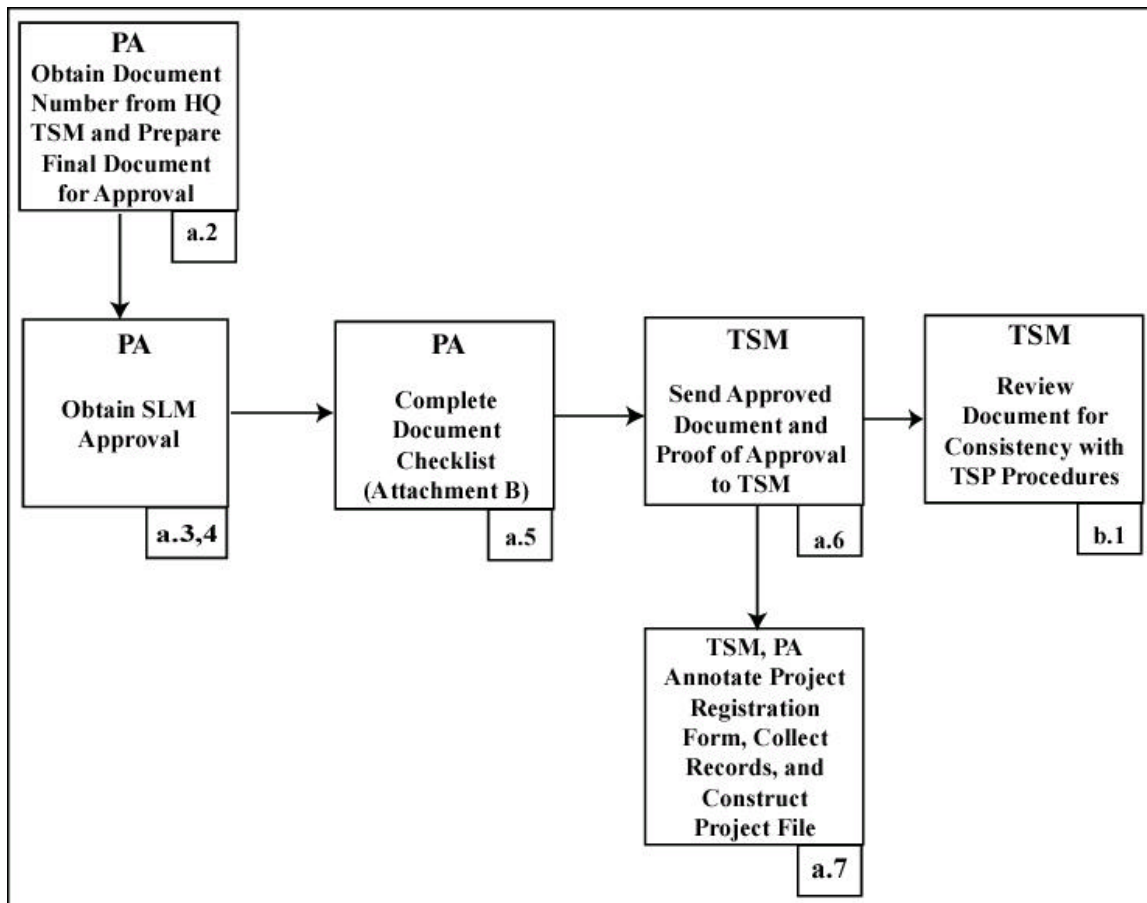 PA
Obtain Document
Number from HQ
TSM and Prepare
Final Document
for Approval
a.2
PA
Obtain SLM
Approval
a.3,4
PA
Complete
Document
Checklist
(Attachment B)
a.5
TSM
Send Approved
Document and
Proof of Approval
to TSM
a.6
TSM
Review
Document for
Consistency with
TSP Procedures
b.1
TSM, PA
Annotate Project
Registration
Form, Collect
Records, and
Construct
Project File
a.7